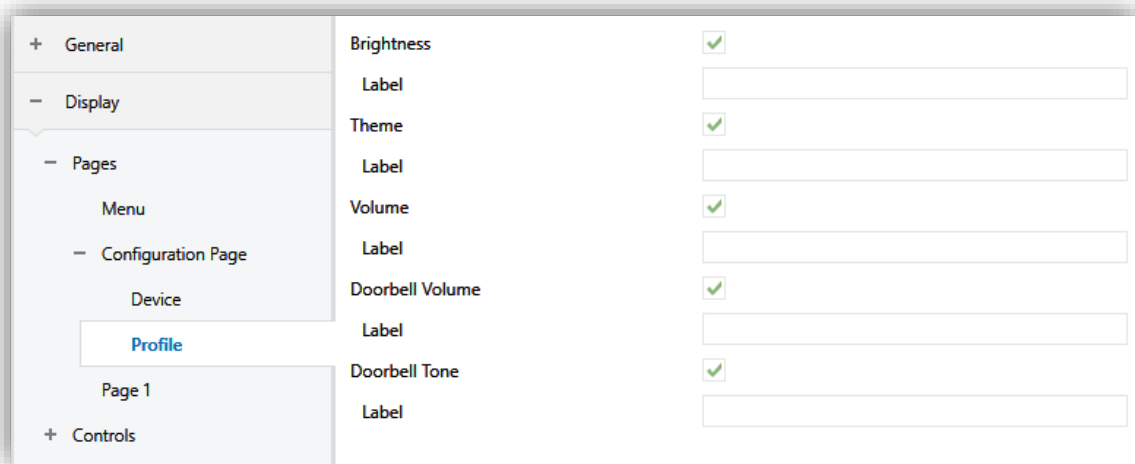 General
Display
Pages
Menu
Configuration Page
Device
Profile
Page 1
Controls
Brightness
Label
Theme
Label
Volume
Label
Doorbell Volume
Label
Doorbell Tone
Label